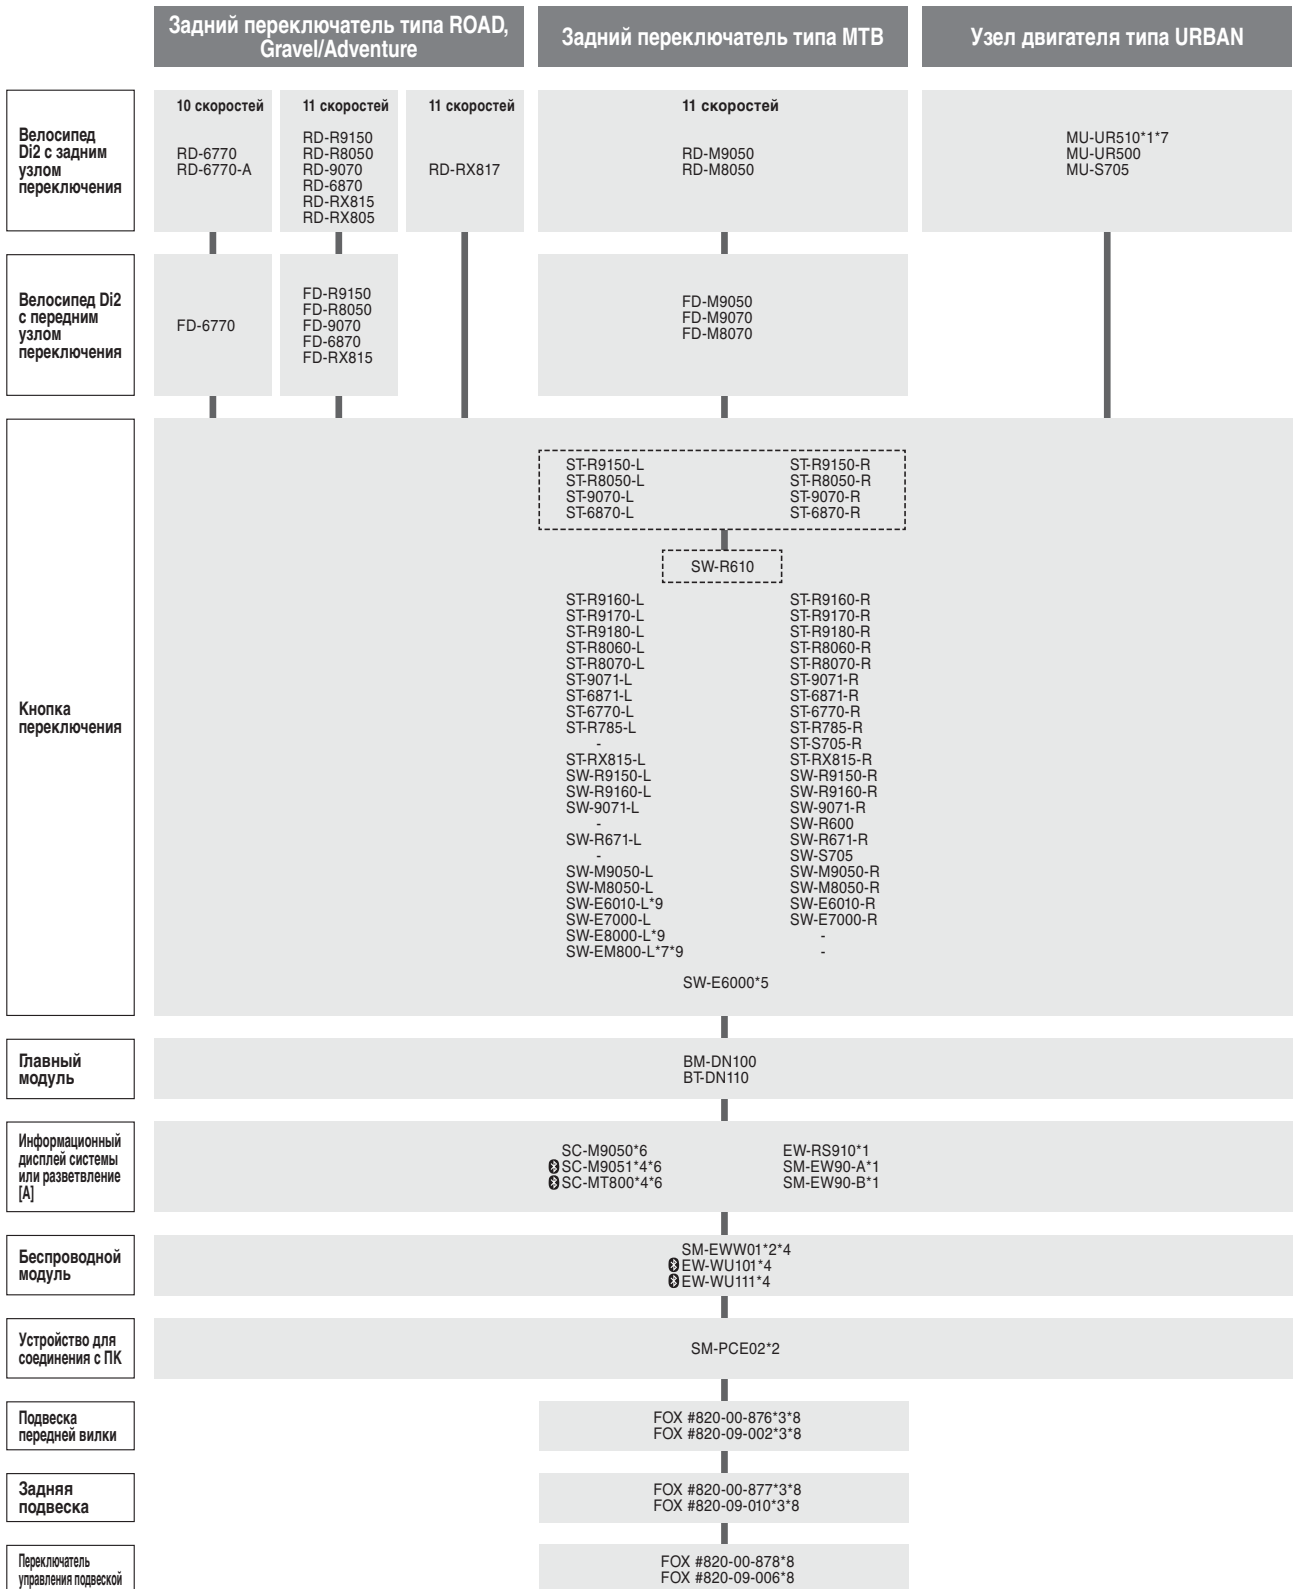 Задний переключатель типа ROAD,
Gravel/Adventure
Задний переключатель типа MTB
Узел двигателя типа URBAN
Велосипед
Di2 с задним
узлом
переключения
10 скоростей
RD-6770
RD-6770-A
11 скоростей
RD-R9150
RD-R8050
RD-9070
RD-6870
RD-RX815
RD-RX805
11 скоростей
RD-RX817
11 скоростей
RD-M9050
RD-M8050
MU-UR510*1*7
MU-UR500
MU-S705
Велосипед Di2
с передним
узлом
переключения
FD-6770
FD-R9150
FD-R8050
FD-9070
FD-6870
FD-RX815
FD-M9050
FD-M9070
FD-M8070
Кнопка
переключения
ST-R9150-L ST-R9150-R
ST-R8050-L ST-R8050-R
ST-9070-L ST-9070-R
ST-6870-L ST-6870-R
SW-R610
ST-R9160-L ST-R9160-R
ST-R9170-L ST-R9170-R
ST-R9180-L ST-R9180-R
ST-R8060-L ST-R8060-R
ST-R8070-L ST-R8070-R
ST-9071-L ST-9071-R
ST-6871-L ST-6871-R
ST-6770-L ST-6770-R
ST-R785-L ST-R785-R
- ST-S705-R
ST-RX815-L ST-RX815-R
SW-R9150-L SW-R9150-R
SW-R9160-L SW-R9160-R
SW-9071-L SW-9071-R
- SW-R600
SW-R671-L SW-R671-R
- SW-S705
SW-M9050-L SW-M9050-R
SW-M8050-L SW-M8050-R
SW-E6010-L*9 SW-E6010-R
SW-E7000-L SW-E7000-R
SW-E8000-L*9 -
SW-EM800-L*7*9 -
SW-E6000*5
Главный
модуль
BM-DN100
BT-DN110
Информационный
дисплей системы
или разветвление
[A]
SC-M9050*6 EW-RS910*1
SC-M9051*4*6 SM-EW90-A*1
SC-MT800*4*6 SM-EW90-B*1
Беспроводной
модуль
SM-EWW01*2*4
EW-WU101*4
EW-WU111*4
Устройство для
соединения с ПК
SM-PCE02*2
Подвеска
передней вилки
FOX #820-00-876*3*8
FOX #820-09-002*3*8
Задняя
подвеска
FOX #820-00-877*3*8
FOX #820-09-010*3*8
Переключатель
управления подвеской
FOX #820-00-878*8
FOX #820-09-006*8